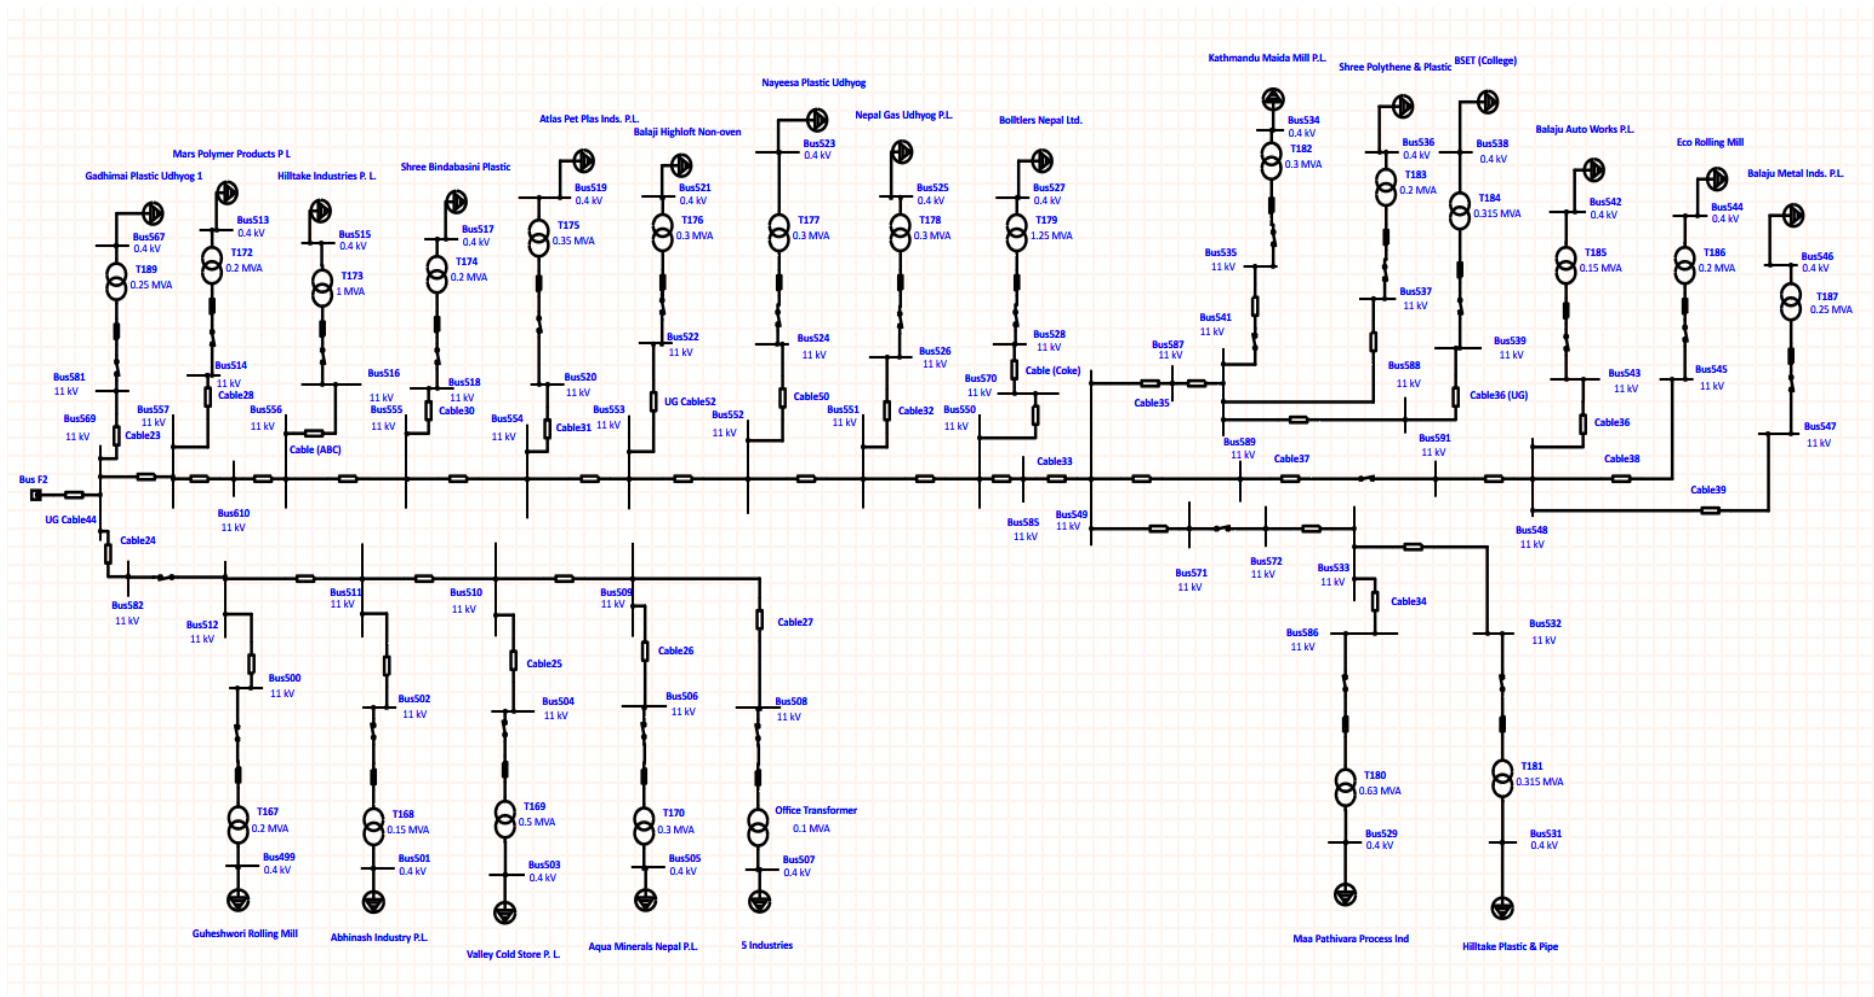 Kathmandu Maida Mill P.L.
Shree Polythene & Plastic
BSET (College)
Nayeesa Plastic Udhyog
Atlas Pet Plas Inds. P.L.
Balaji Highloft Non-oven
Nepal Gas Udhyog P.L.
Bolltlers Nepal Ltd.
Balaju Auto Works P.L.
Eco Rolling Mill
Balaju Metal Inds. P.L.
Mars Polymer Products P L
Gadhimai Plastic Udhyog 1
Hilltake Industries P. L.
Shree Bindabasini Plastic
Bus567
0.4 kV
T189
0.25 MVA
Bus581
11 kV
Bus569
11 kV
Cable23
Bus513
0.4 kV
T172
0.2 MVA
Bus514
11 kV
Cable28
Bus557
11 kV
Bus515
0.4 kV
T173
1 MVA
Bus516
11 kV
Bus556
11 kV
Cable (ABC)
Bus517
0.4 kV
T174
0.2 MVA
Bus518
11 kV
Cable30
Bus555
11 kV
Bus519
0.4 kV
T175
0.35 MVA
Bus520
11 kV
Cable31
Bus554
11 kV
Bus521
0.4 kV
T176
0.3 MVA
Bus522
11 kV
UG Cable52
Bus553
11 kV
Bus523
0.4 kV
T177
0.3 MVA
Bus524
11 kV
Cable50
Bus552
11 kV
Bus525
0.4 kV
T178
0.3 MVA
Bus526
11 kV
Cable32
Bus551
11 kV
Bus527
0.4 kV
T179
1.25 MVA
Bus528
11 kV
Cable (Coke)
Bus570
11 kV
Bus550
11 kV
Bus534
0.4 kV
T182
0.3 MVA
Bus535
11 kV
Bus541
11 kV
Bus587
11 kV
Cable35
Bus536
0.4 kV
T183
0.2 MVA
Bus537
11 kV
Bus588
11 kV
Bus538
0.4 kV
T184
0.315 MVA
Bus539
11 kV
Cable36 (UG)
Bus542
0.4 kV
T185
0.15 MVA
Bus543
11 kV
Cable36
Bus544
0.4 kV
T186
0.2 MVA
Bus545
11 kV
Bus546
0.4 kV
T187
0.25 MVA
Bus547
11 kV
Bus F2
UG Cable44
Bus610
11 kV
Cable33
Bus585
11 kV
Bus549
11 kV
Bus589
11 kV
Cable37
Bus591
11 kV
Cable38
Cable39
Bus548
11 kV
Cable24
Bus582
11 kV
Bus512
11 kV
Bus511
11 kV
Bus510
11 kV
Bus509
11 kV
Cable27
Bus571
11 kV
Bus572
11 kV
Bus533
11 kV
Cable34
Bus586
11 kV
Bus532
11 kV
Bus500
11 kV
T167
0.2 MVA
Bus499
0.4 kV
Guheshwori Rolling Mill
Bus502
11 kV
T168
0.15 MVA
Bus501
0.4 kV
Abhinash Industry P.L.
Cable25
Bus504
11 kV
T169
0.5 MVA
Bus503
0.4 kV
Valley Cold Store P. L.
Cable26
Bus506
11 kV
T170
0.3 MVA
Bus505
0.4 kV
Aqua Minerals Nepal P.L.
Bus508
11 kV
Office Transformer
0.1 MVA
Bus507
0.4 kV
5 Industries
T180
0.63 MVA
Bus529
0.4 kV
Maa Pathivara Process Ind
T181
0.315 MVA
Bus531
0.4 kV
Hilltake Plastic & Pipe